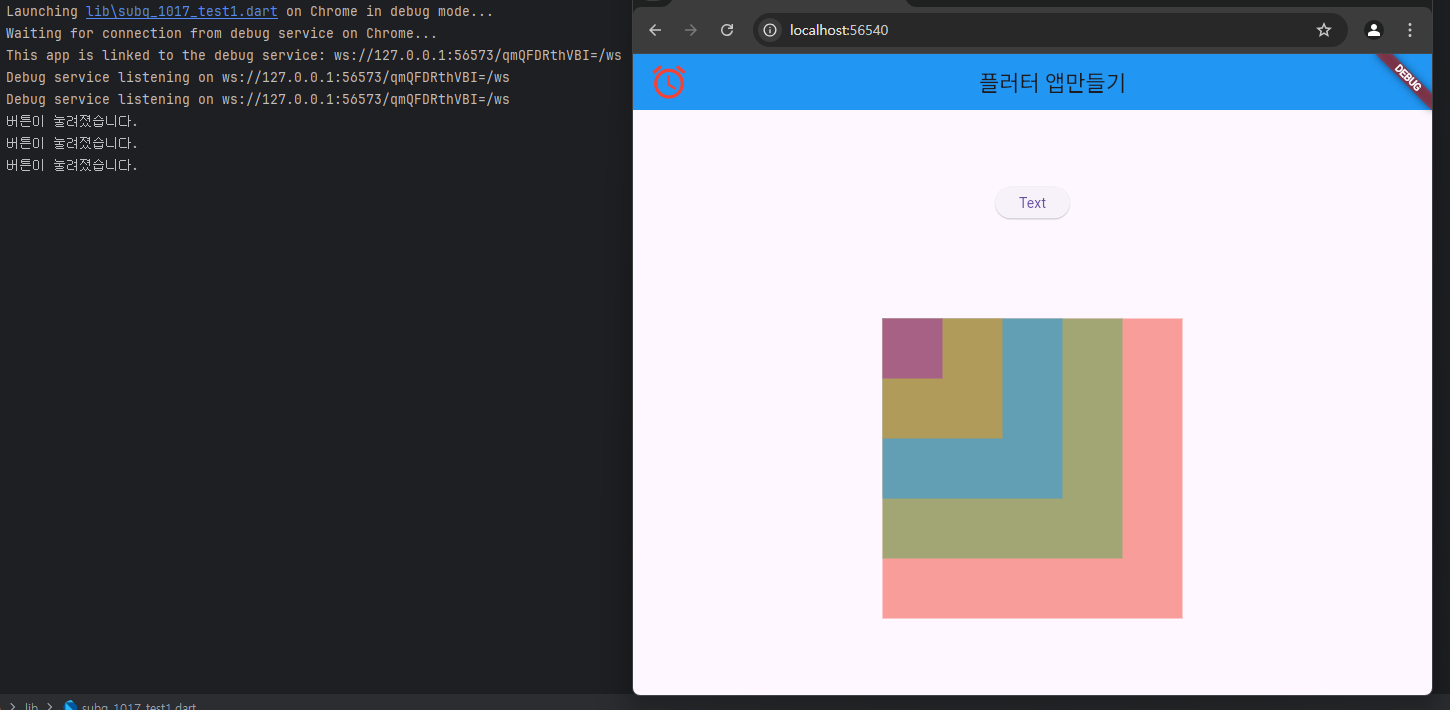 Launching lib\subq_1017_test1.dart on Chrome in debug mode...
Waiting for connection from debug service on Chrome...
This app is linked to the debug service: ws://127.0.0.1:56573/qmQFDRthVBI=/ws
Debug service listening on ws://127.0.0.1:56573/qmQFDRthVBI=/ws
Debug service listening on ws://127.0.0.1:56573/qmQFDRthVBI=/ws
버튼이 눌려졌습니다.
버튼이 눌려졌습니다.
버튼이 눌려졌습니다.
localhost:56540
플러터 앱만들기
DEBUG
Text
lib
subq_1017_test1.dart